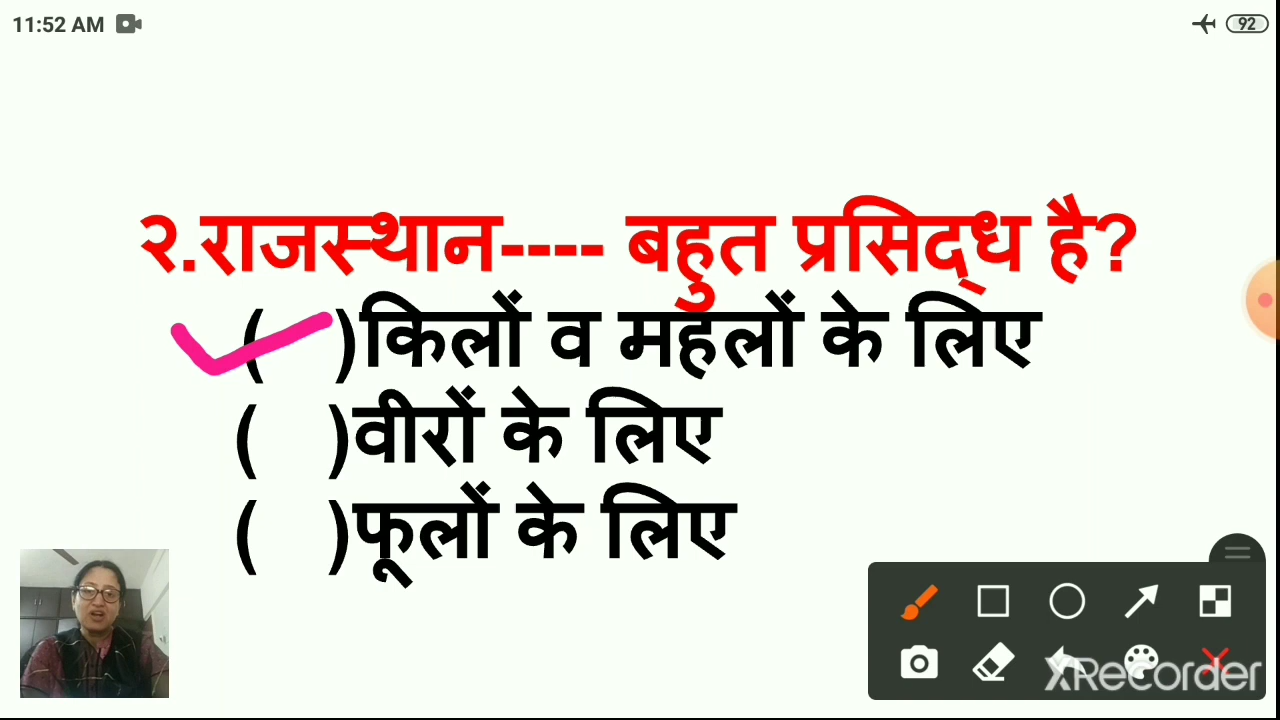 11:52 AM
92
२.राजस्थान---- बहुत प्रसिद्ध है?
( )किलों व महलों के लिए
( )वीरों के लिए
( )फूलों के लिए
XRecorder